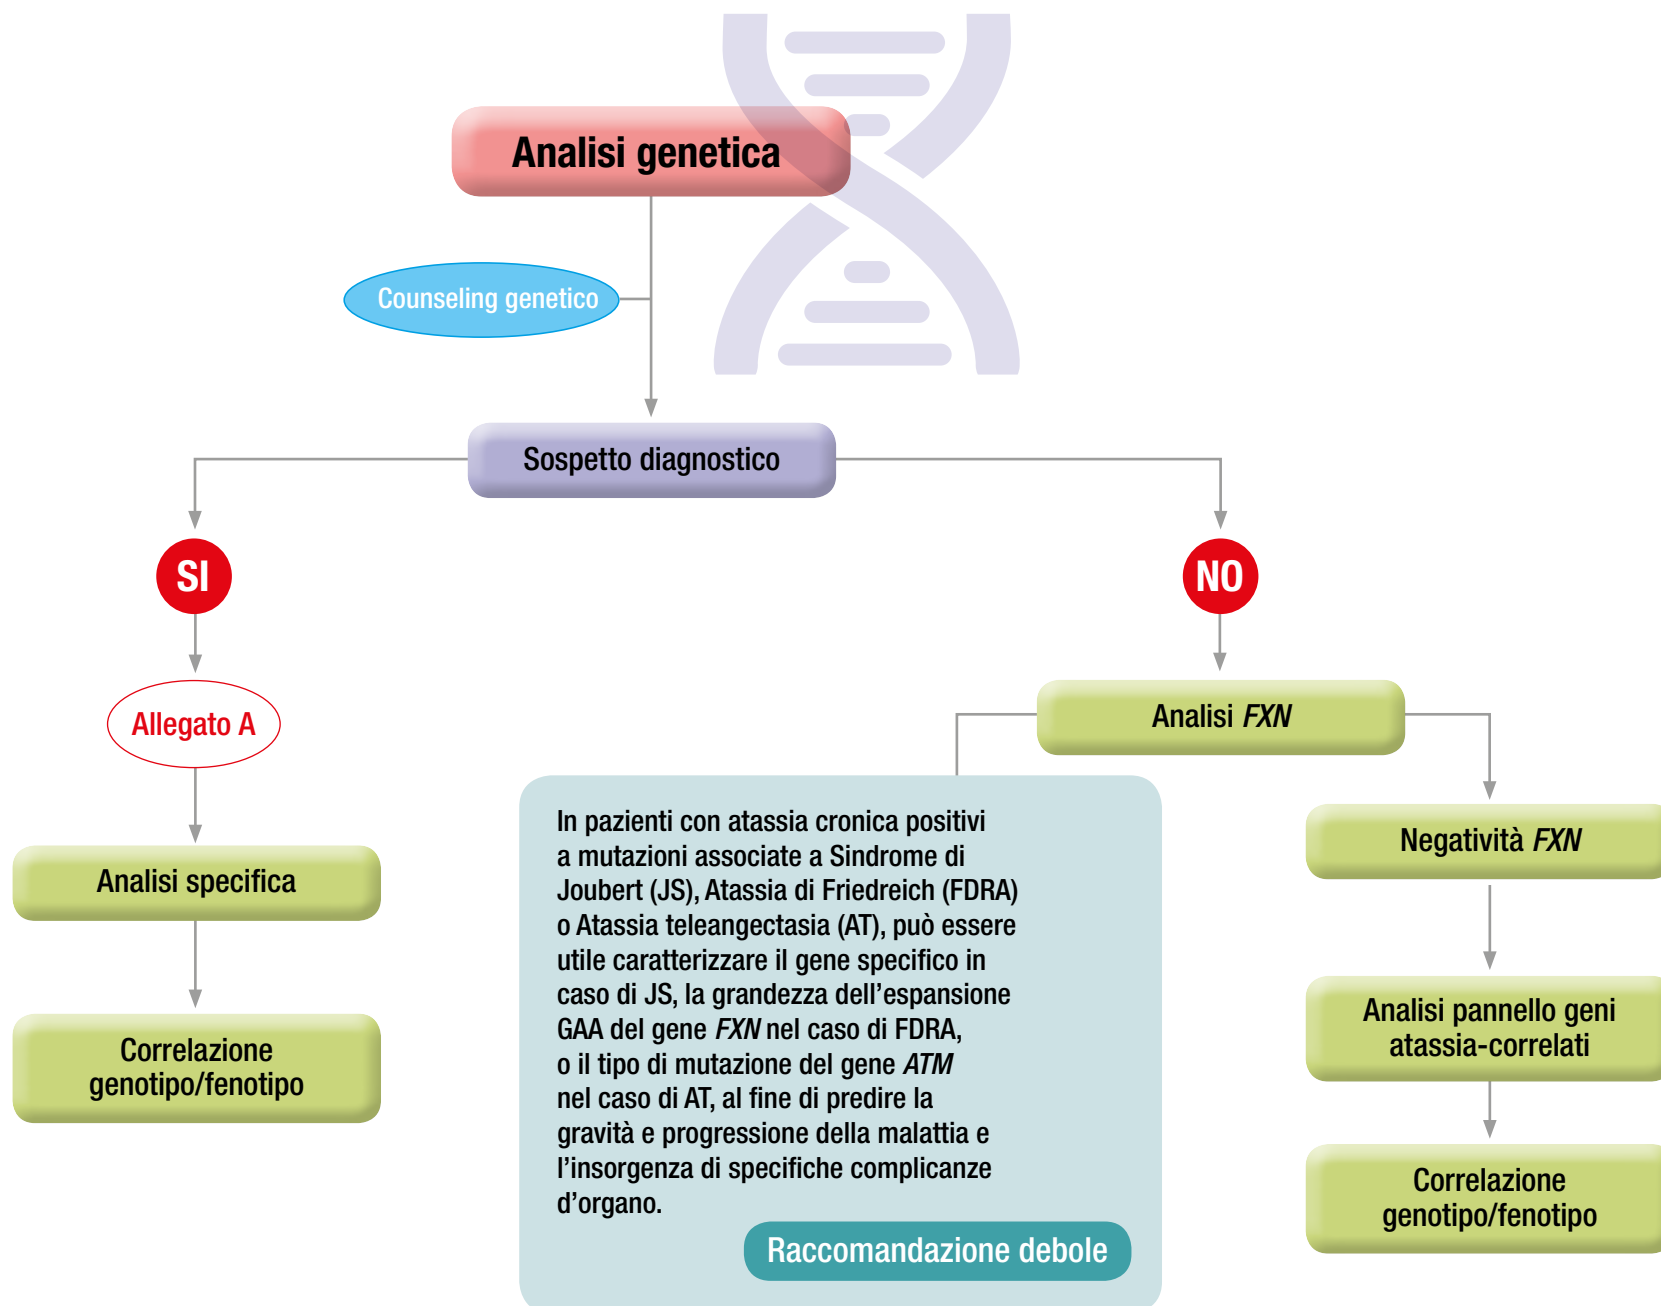 Analisi genetica
Counseling genetico
Sospetto diagnostico
SI
NO
Allegato A
Analisi FXN
Analisi specifica
Correlazione
genotipo/fenotipo
In pazienti con atassia cronica positivi
a mutazioni associate a Sindrome di
Joubert (JS), Atassia di Friedreich (FDRA)
o Atassia teleangectasia (AT), può essere
utile caratterizzare il gene specifico in
caso di JS, la grandezza dell’espansione
GAA del gene FXN nel caso di FDRA,
o il tipo di mutazione del gene ATM
nel caso di AT, al fine di predire la
gravità e progressione della malattia e
l’insorgenza di specifiche complicanze
d’organo.
Raccomandazione debole
Negatività FXN
Analisi pannello geni
atassia-correlati
Correlazione
genotipo/fenotipo